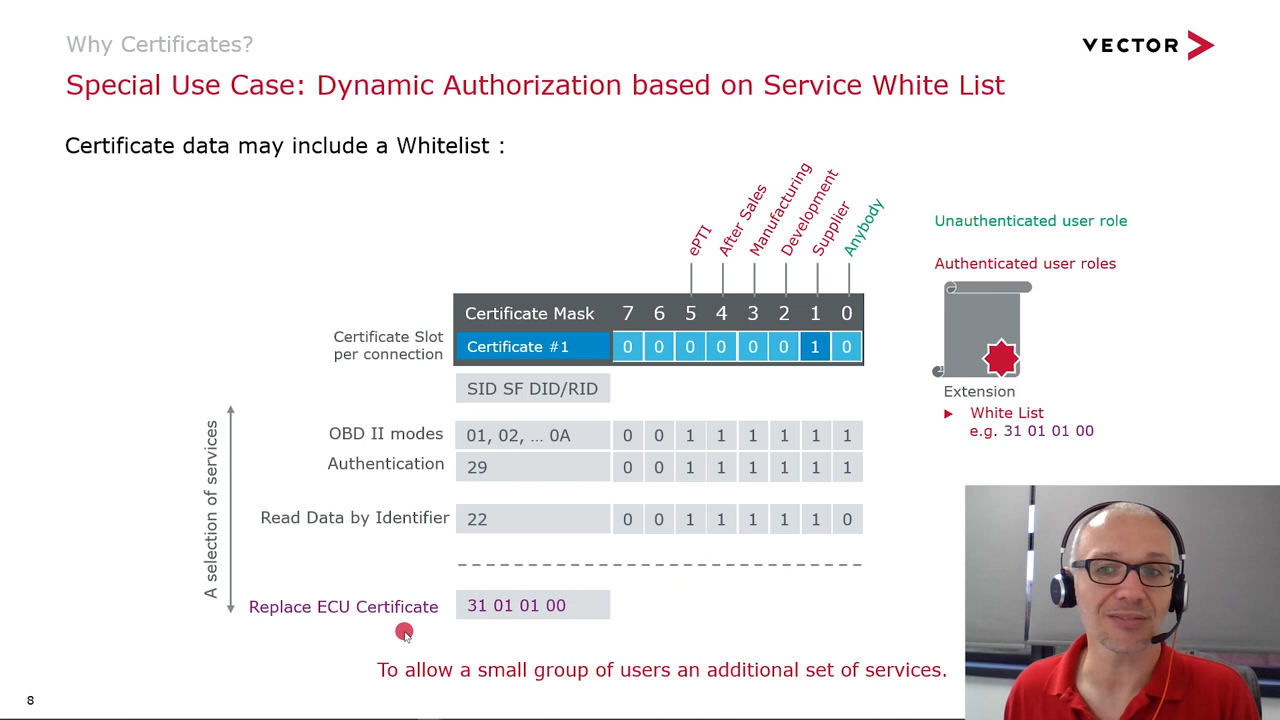 Why Certificates?
VECTOR
Special Use Case: Dynamic Authorization based on Service White List
Certificate data may include a Whitelist :
ePTI
After Sales
Manufacturing
Development
Supplier
Anybody
Unauthenticated user role
Authenticated user roles
Certificate Mask 7 6 5 4 3 2 1 0
Certificate Slot
per connection
Certificate #1 0 0 0 0 0 0 1 0
SID SF DID/RID
Extension
White List
e.g. 31 01 01 00
A selection of services
OBD II modes 01, 02, ... 0A 0 0 1 1 1 1 1 1
Authentication 29 0 0 1 1 1 1 1 1
Read Data by Identifier 22 0 0 1 1 1 1 1 0
Replace ECU Certificate 31 01 01 00
To allow a small group of users an additional set of services.
8